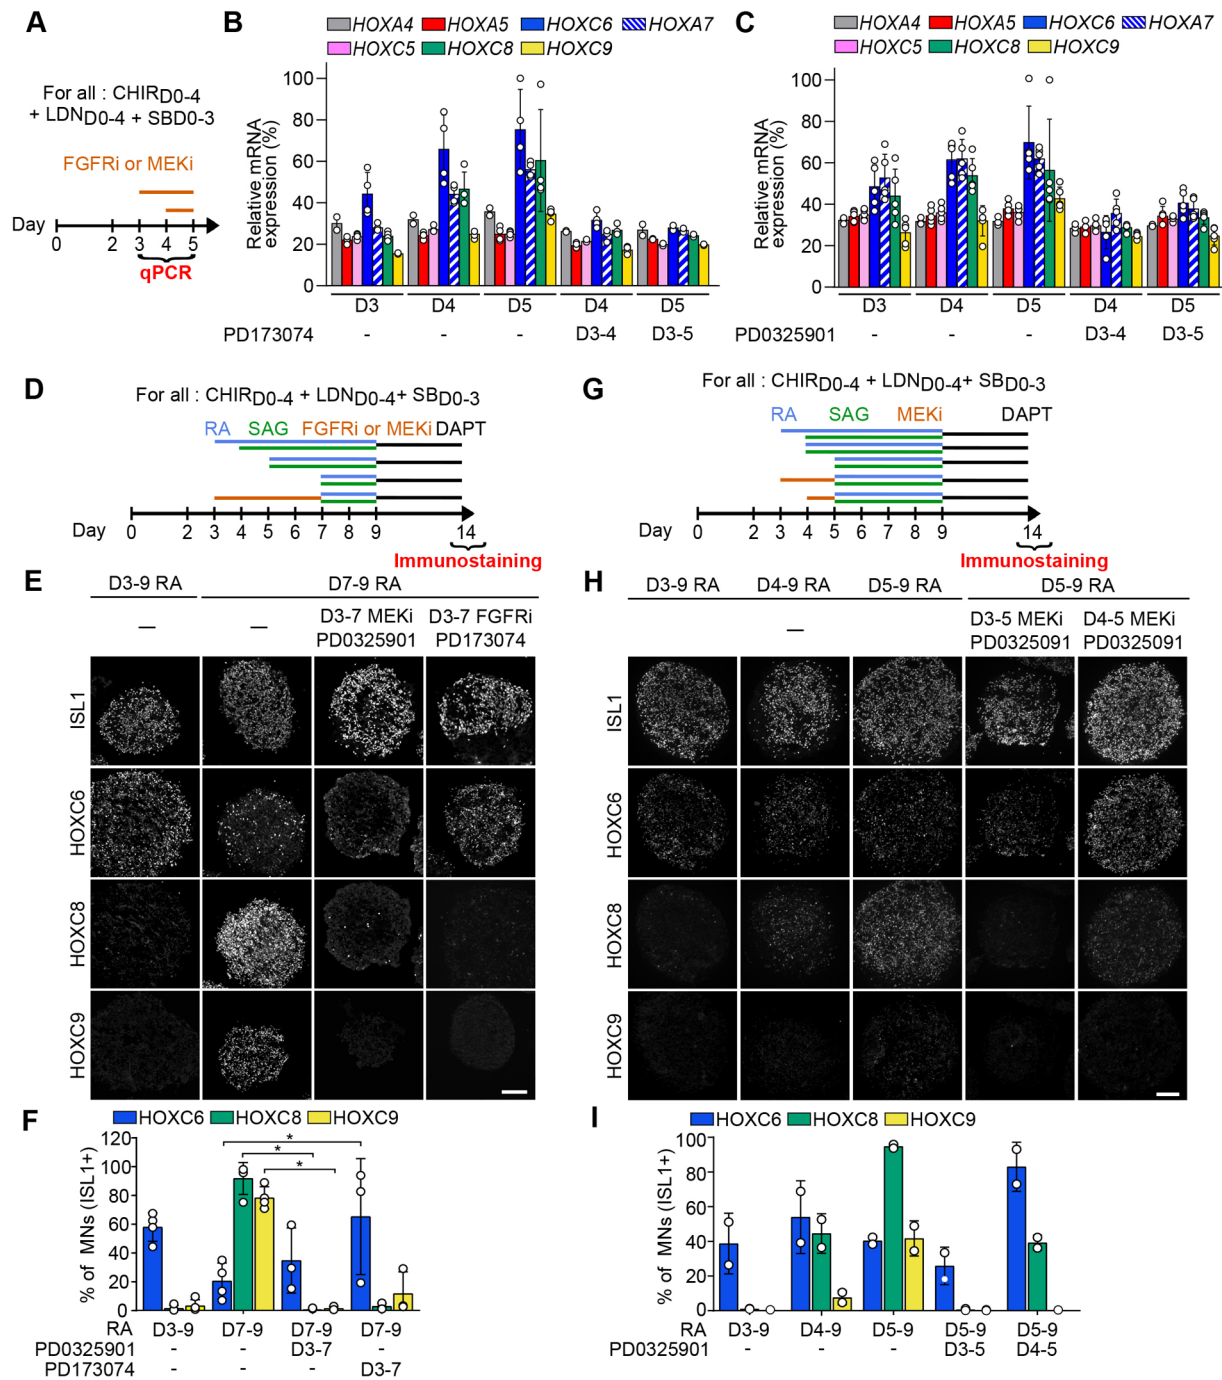 A
For all : CHIRD0-4
+ LDND0-4 + SBD0-3
FGFRi or MEKi
Day
0 2 3 4 5
qPCR
B
HOXA4 HOXA5 HOXC6 HOXA7
HOXC5 HOXC8 HOXC9
Relative mRNA
expression (%)
100
80
60
40
20
0
D3 D4 D5 D4 D5
PD173074 - - - D3-4 D3-5
C
HOXA4 HOXA5 HOXC6 HOXA7
HOXC5 HOXC8 HOXC9
Relative mRNA
expression (%)
100
80
60
40
20
0
D3 D4 D5 D4 D5
PD0325901 - - - D3-4 D3-5
D
For all : CHIRD0-4 + LDND0-4+ SBD0-3
RA SAG FGFRi or MEKi DAPT
Day
0 2 3 4 5 7 9 14
Immunostaining
G
For all : CHIRD0-4 + LDND0-4+ SBD0-3
RA SAG MEKi DAPT
Day
0 2 3 4 5 7 9 14
Immunostaining
E
D3-9 RA D7-9 RA
— — D3-7 MEKi D3-7 FGFRi
PD0325901 PD173074
ISL1
HOXC6
HOXC8
HOXC9
H
D3-9 RA D4-9 RA D5-9 RA D5-9 RA
— D3-5 MEKi D4-5 MEKi
PD0325091 PD0325091
ISL1
HOXC6
HOXC8
HOXC9
F
HOXC6 HOXC8 HOXC9
% of MNs (ISL1+)
120
100
80
60
40
20
0
*
*
*
RA D3-9 D7-9 D7-9 D7-9
PD0325901 - - D3-7 -
PD173074 - - - D3-7
I
HOXC6 HOXC8 HOXC9
% of MNs (ISL1+)
100
80
60
40
20
0
RA D3-9 D4-9 D5-9 D5-9 D5-9
PD0325901 - - - D3-5 D4-5